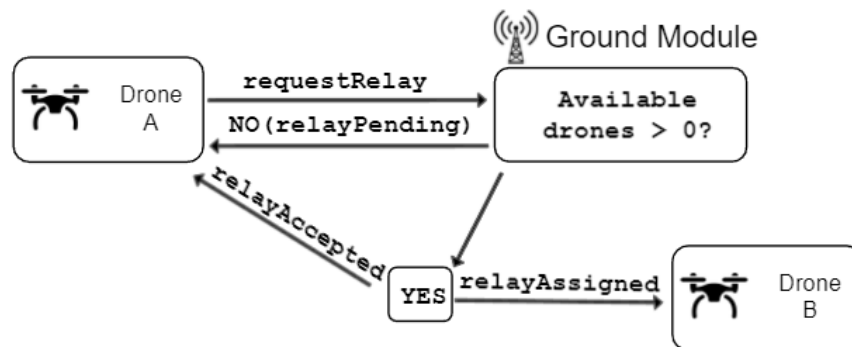 Ground Module
Drone
A
requestRelay
NO(relayPending)
Available
drones > 0?
relayAccepted
YES
relayAssigned
Drone
B